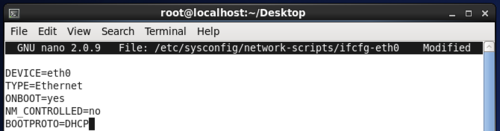 root@localhost:~/Desktop
File Edit View Search Terminal Help
GNU nano 2.0.9 File: /etc/sysconfig/network-scripts/ifcfg-eth0 Modified
DEVICE=eth0
TYPE=Ethernet
ONBOOT=yes
NM_CONTROLLED=no
BOOTPROTO=DHCP